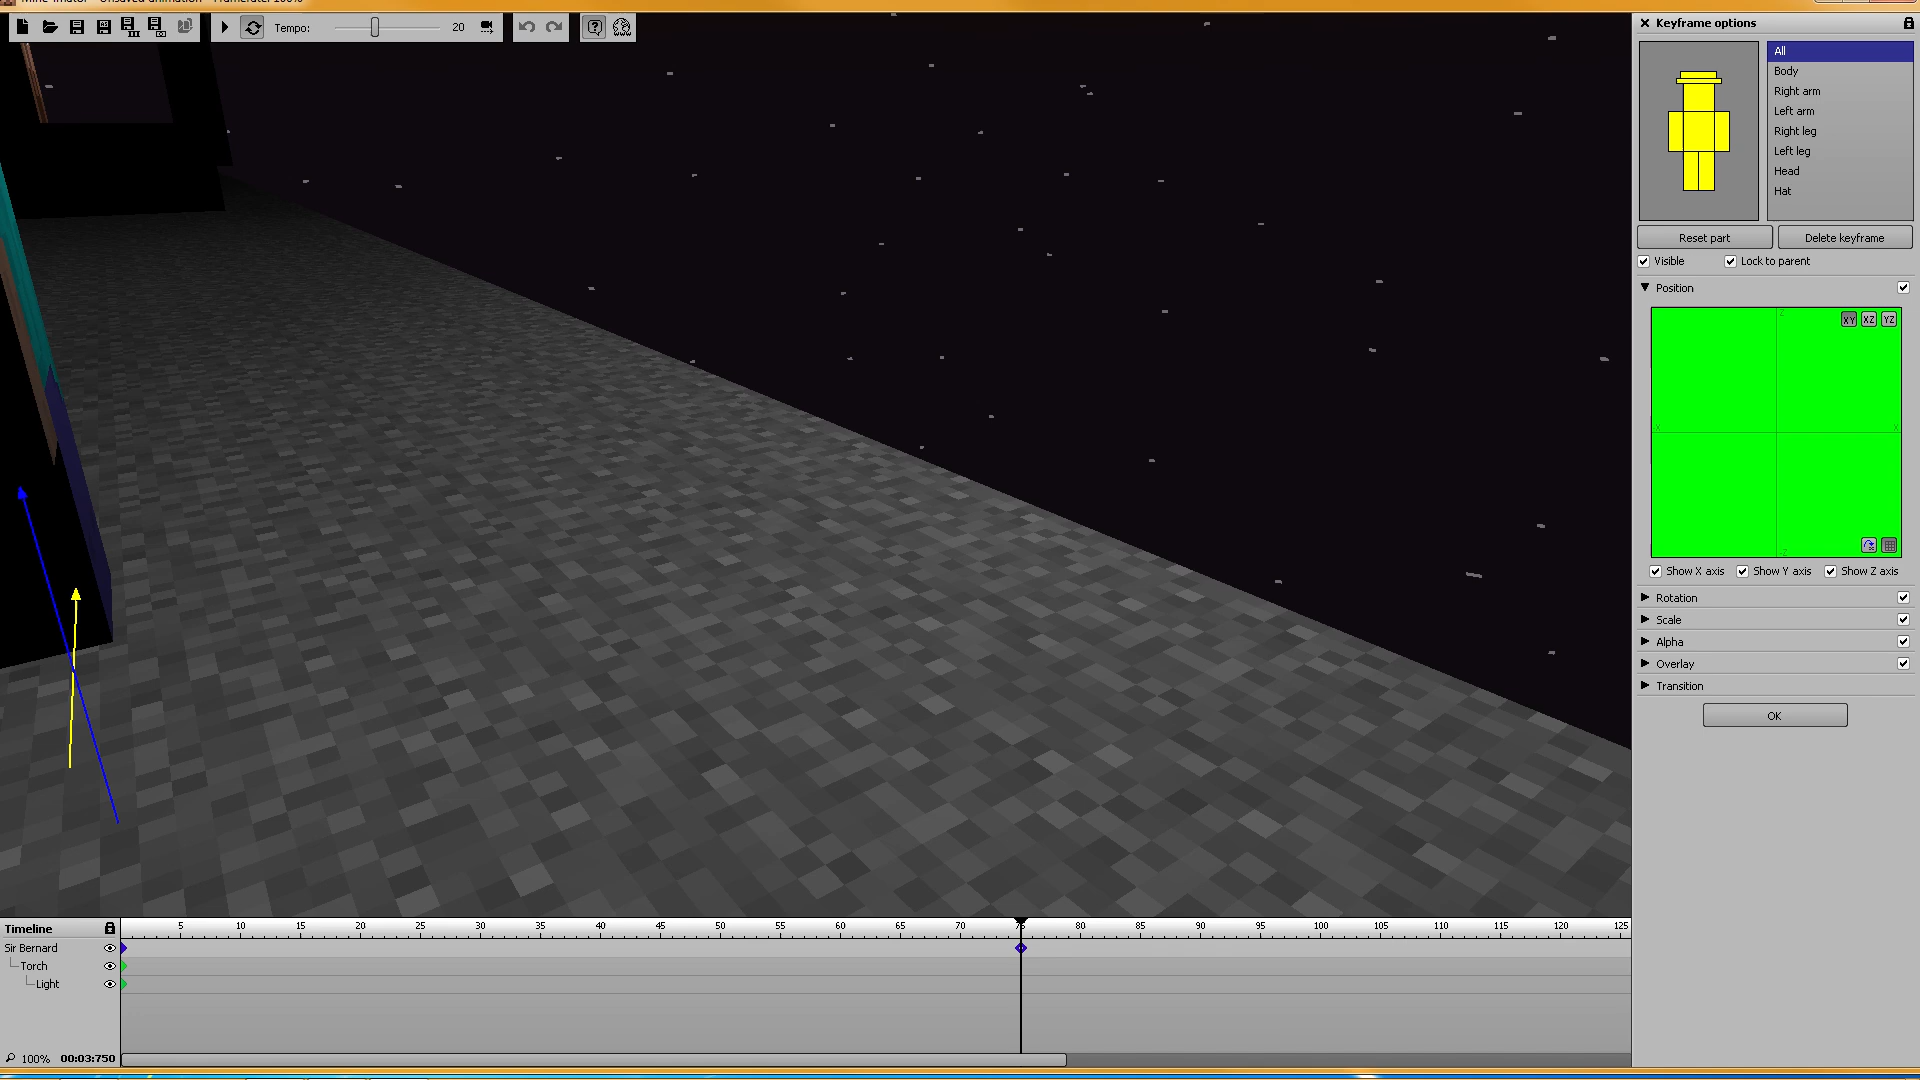 Tempo: 20
Keyframe options
All
Body
Right arm
Left arm
Right leg
Left leg
Head
Hat
Reset part Delete keyframe
Visible Lock to parent
Position
XY XZ YZ
Z
-X X
-Z
Show X axis Show Y axis Show Z axis
Rotation
Scale
Alpha
Overlay
Transition
OK
Timeline
5 10 15 20 25 30 35 40 45 50 55 60 65 70 75 80 85 90 95 100 105 110 115 120 125
Sir Bernard
Torch
Light
100% 00:03:750